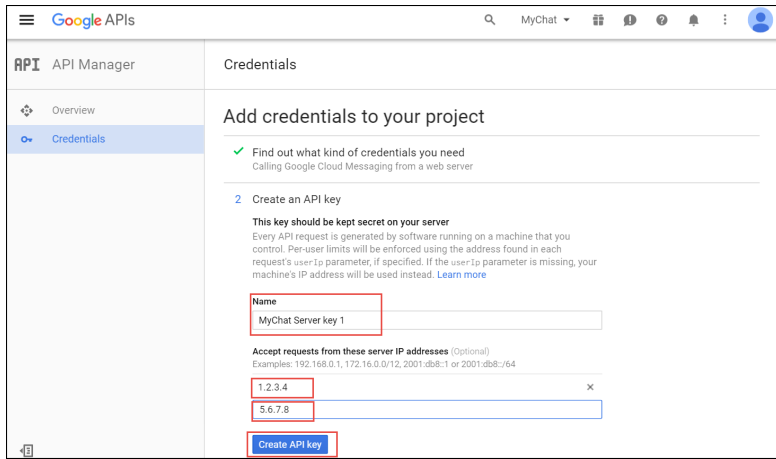 Google APIs
MyChat
API API Manager
Credentials
Overview
Credentials
Add credentials to your project
Find out what kind of credentials you need
Calling Google Cloud Messaging from a web server
2 Create an API key
This key should be kept secret on your server
Every API request is generated by software running on a machine that you
control. Per-user limits will be enforced using the address found in each
request's userIp parameter, if specified. If the userIp parameter is missing, your
machine's IP address will be used instead. Learn more
Name
MyChat Server key 1
Accept requests from these server IP addresses (Optional)
Examples: 192.168.0.1, 172.16.0.0/12, 2001:db8::1 or 2001:db8::/64
1.2.3.4
5.6.7.8
Create API key